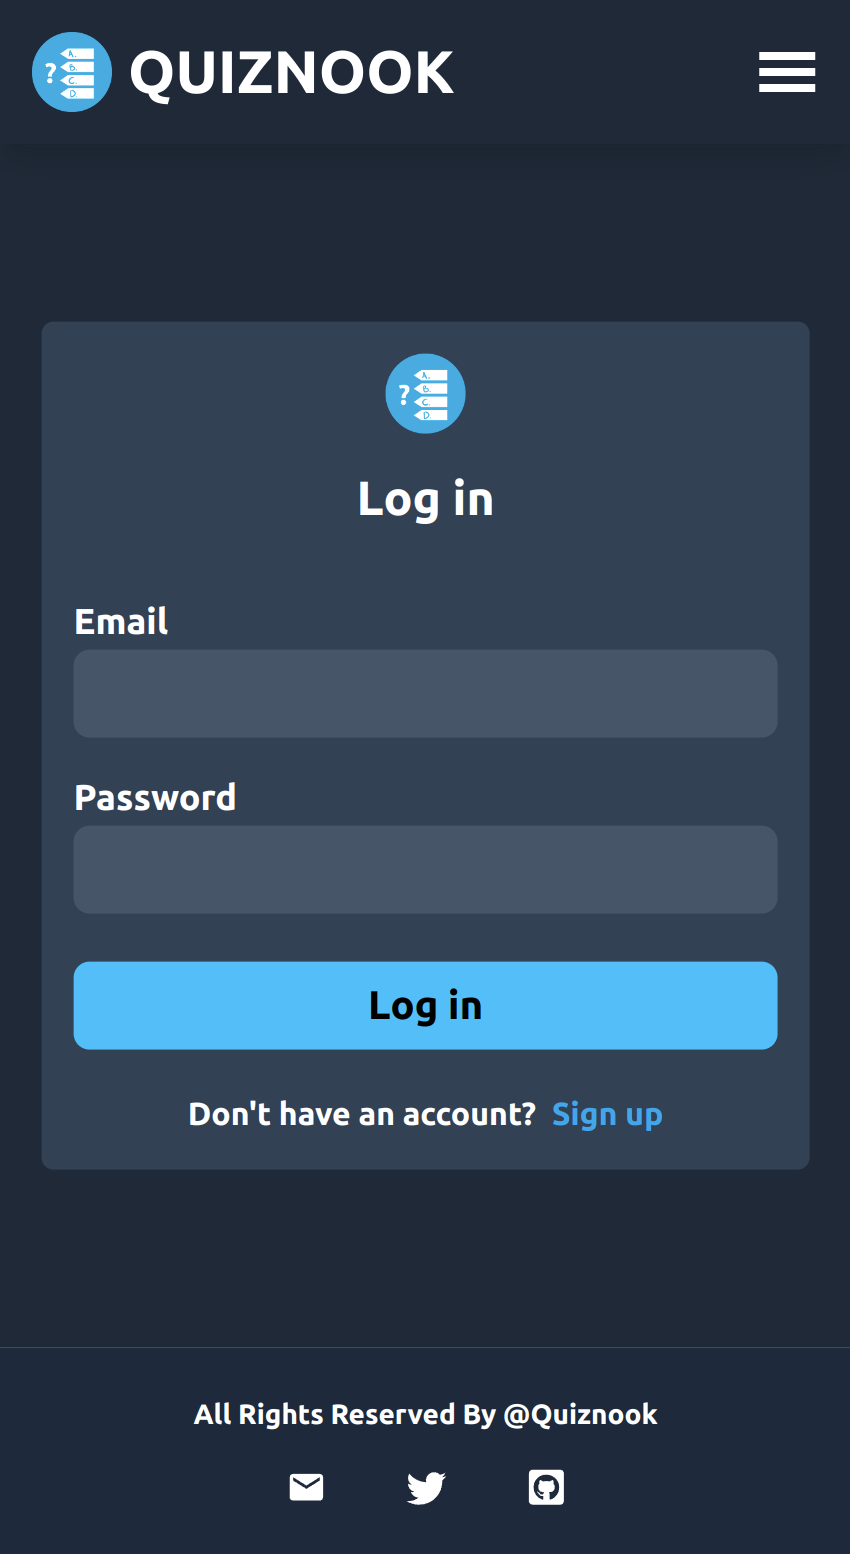 ? A. B. C. D. QUIZNOOK
? A. B. C. D.
Log in
Email
Password
Log in
Don't have an account? Sign up
All Rights Reserved By @Quiznook